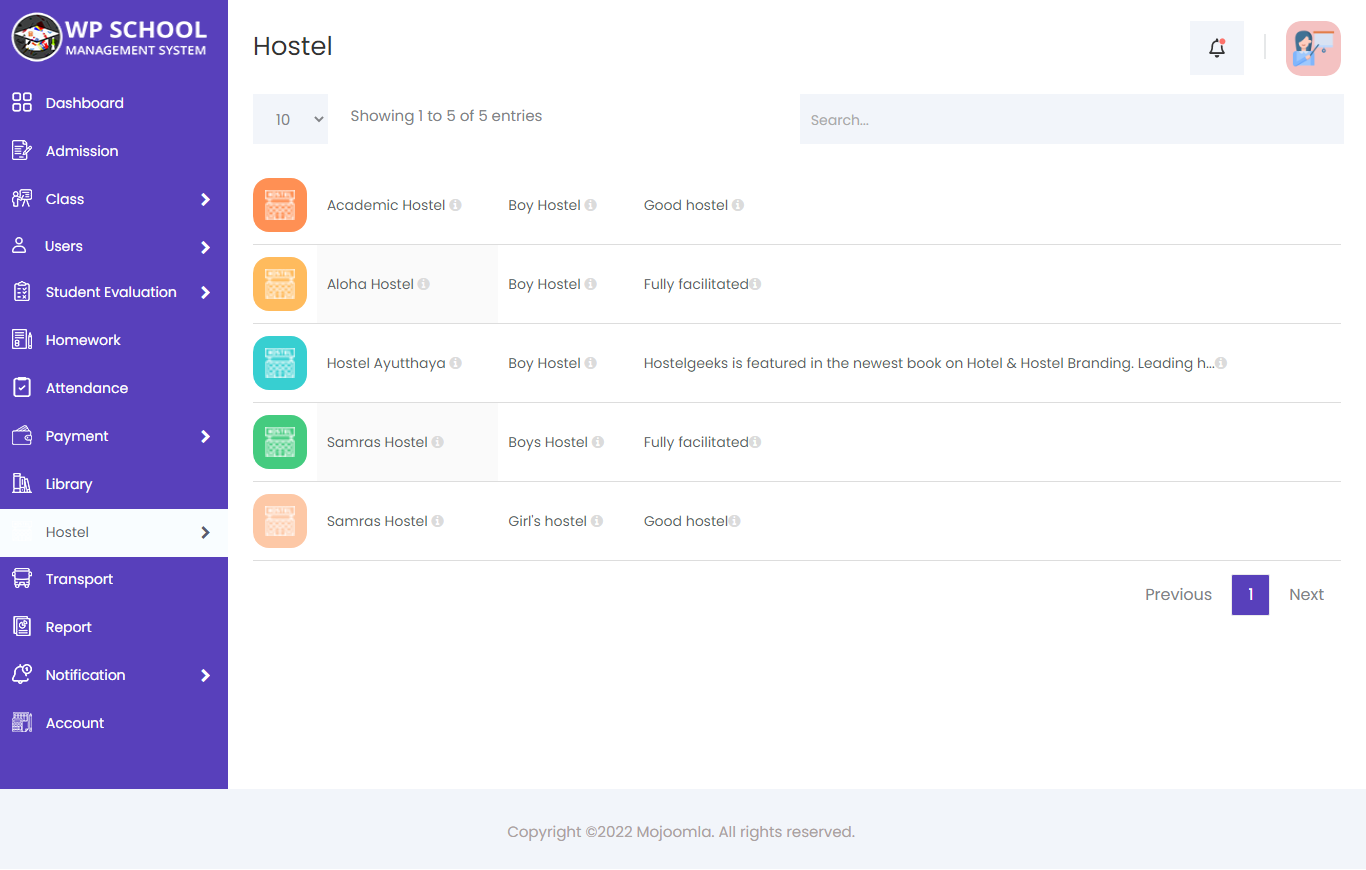 WP SCHOOL
MANAGEMENT SYSTEM
Dashboard
Admission
Class
Users
Student Evaluation
Homework
Attendance
Payment
Library
Hostel
Transport
Report
Notification
Account
Hostel
10
Showing 1 to 5 of 5 entries
Search...
HOSTEL Academic Hostel Boy Hostel Good hostel
HOSTEL Aloha Hostel Boy Hostel Fully facilitated
HOSTEL Hostel Ayutthaya Boy Hostel Hostelgeeks is featured in the newest book on Hotel & Hostel Branding. Leading h...
HOSTEL Samras Hostel Boys Hostel Fully facilitated
HOSTEL Samras Hostel Girl's hostel Good hostel
Previous 1 Next
Copyright ©2022 Mojoomla. All rights reserved.